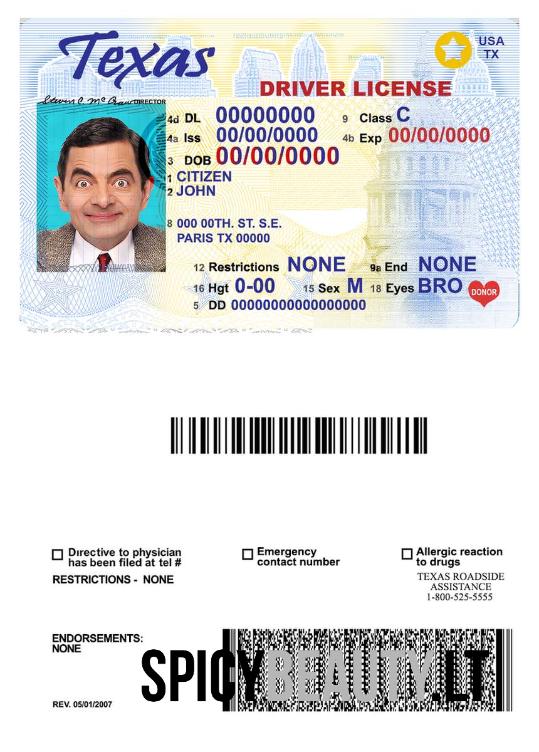 Texas
USA
TX
DRIVER LICENSE
Steven C. McCraw DIRECTOR
4d DL 00000000 9 Class C
4a Iss 00/00/0000 4b Exp 00/00/0000
3 DOB 00/00/0000
1 CITIZEN
2 JOHN
8 000 00TH. ST. S.E.
PARIS TX 00000
12 Restrictions NONE 9a End NONE
16 Hgt 0-00 15 Sex M 18 Eyes BRO
DONOR
5 DD 00000000000000000
Directive to physician
has been filed at tel #
Emergency
contact number
Allergic reaction
to drugs
RESTRICTIONS - NONE
TEXAS ROADSIDE
ASSISTANCE
1-800-525-5555
ENDORSEMENTS:
NONE
SPICYBEAUTY.LT
REV. 05/01/2007